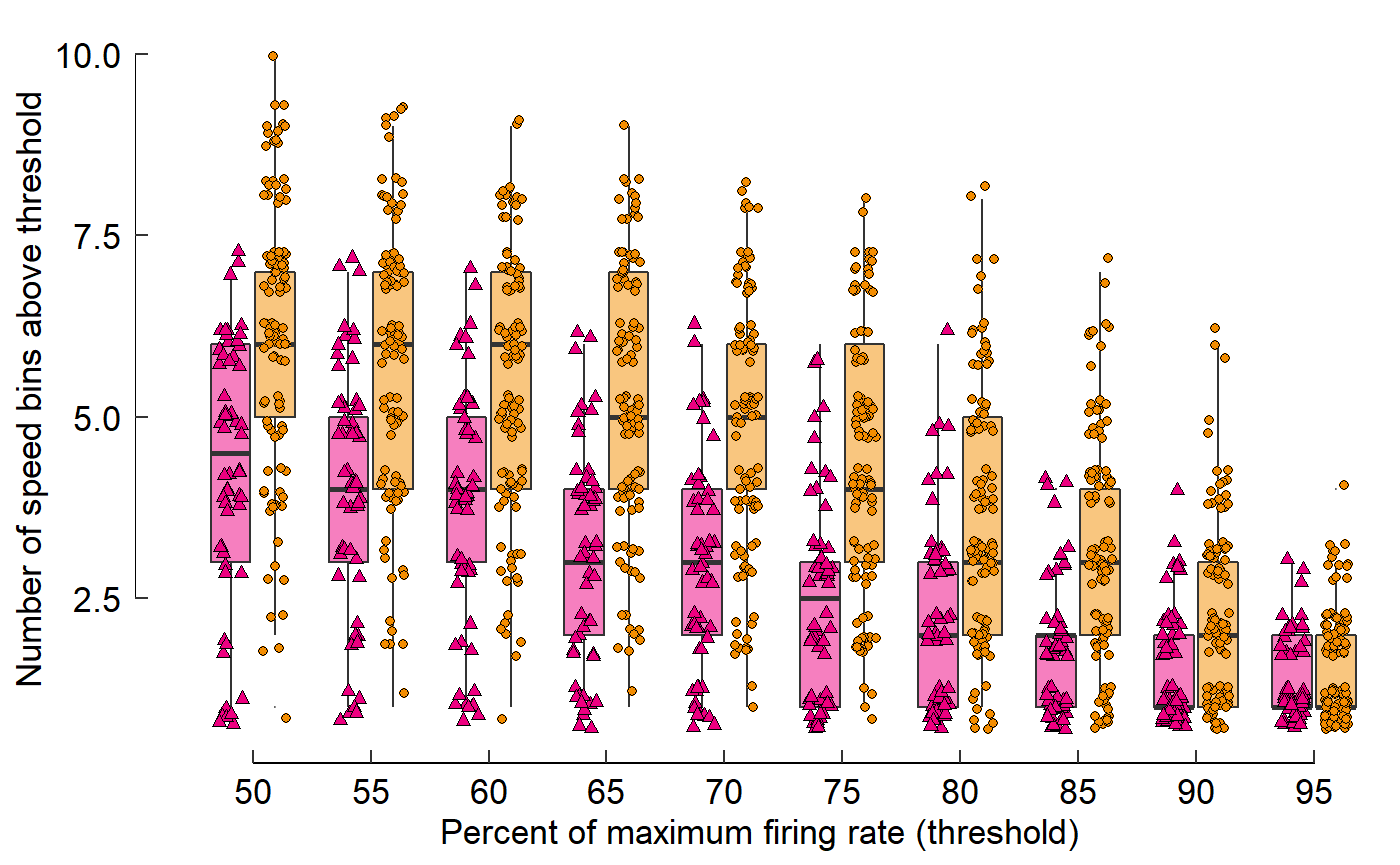 Number of speed bins above threshold
10.0
7.5
5.0
2.5
50 55 60 65 70 75 80 85 90 95
Percent of maximum firing rate (threshold)